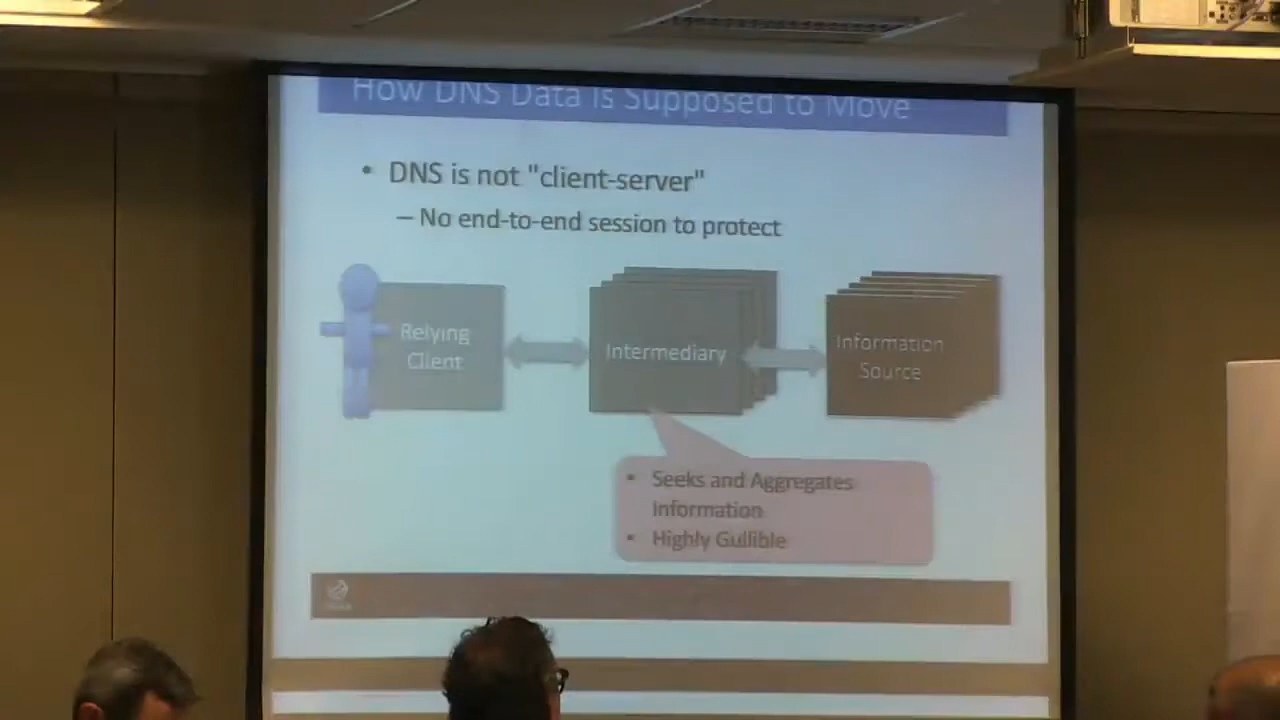 How DNS Data is Supposed to Move
• DNS is not "client-server"
– No end-to-end session to protect
Relying
Client
Intermediary
Information
Source
• Seeks and Aggregates
Information
• Highly Gullible